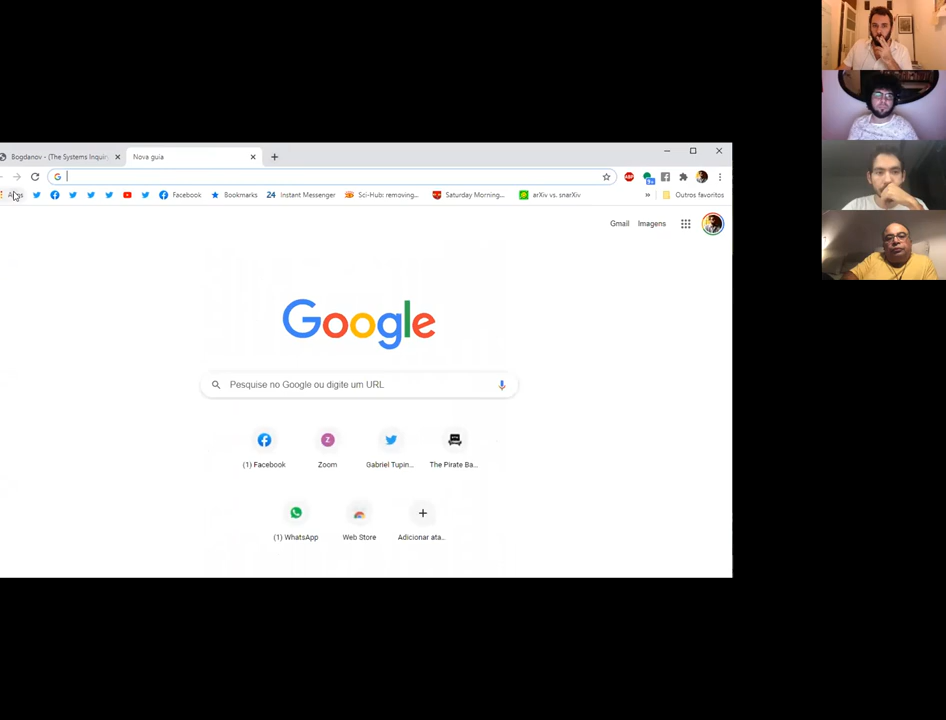 Bogdanov - (The Systems Inquir
Nova guia
Facebook
Bookmarks
24 Instant Messenger
Sci-Hub: removing...
Saturday Morning...
arXiv vs. snarXiv
»
Outros favoritos
Gmail
Imagens
Google
Pesquise no Google ou digite um URL
(1) Facebook
Z
Zoom
Gabriel Tupin...
The Pirate Ba...
(1) WhatsApp
Web Store
Adicionar ata...